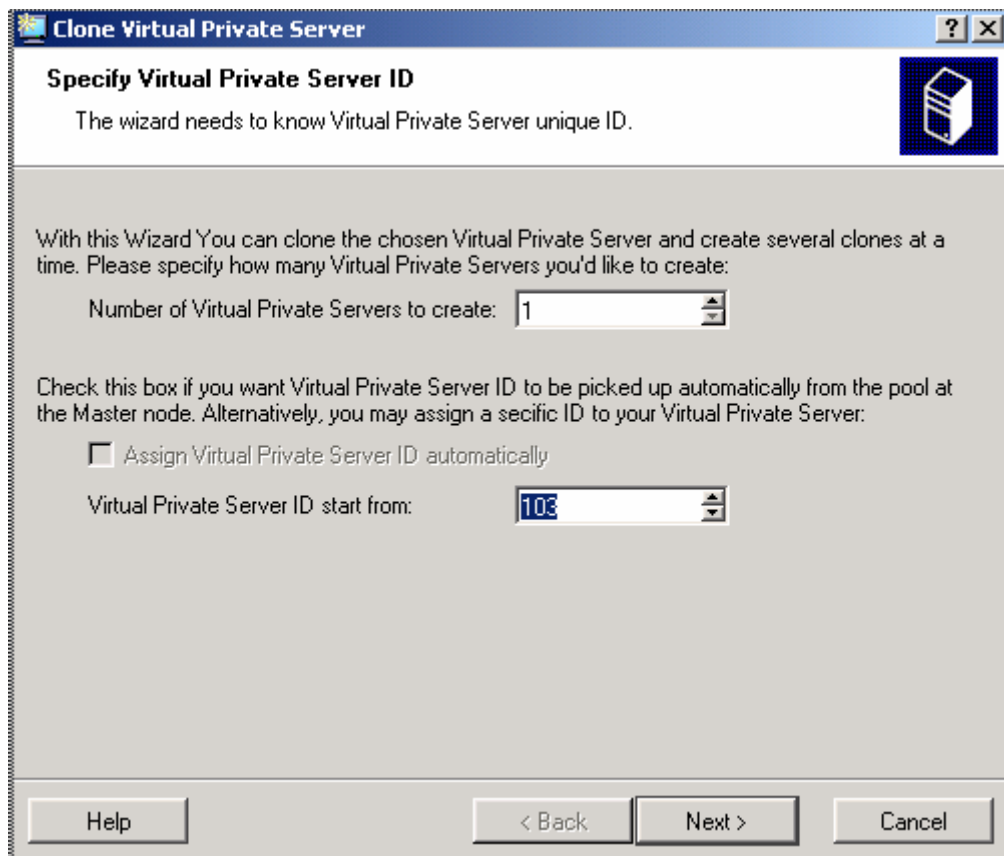 Clone Virtual Private Server
Specify Virtual Private Server ID
The wizard needs to know Virtual Private Server unique ID.
With this Wizard You can clone the chosen Virtual Private Server and create several clones at a
time. Please specify how many Virtual Private Servers you'd like to create:
Number of Virtual Private Servers to create: 1
Check this box if you want Virtual Private Server ID to be picked up automatically from the pool at
the Master node. Alternatively, you may assign a secific ID to your Virtual Private Server:
Assign Virtual Private Server ID automatically
Virtual Private Server ID start from: 103
Help < Back Next > Cancel